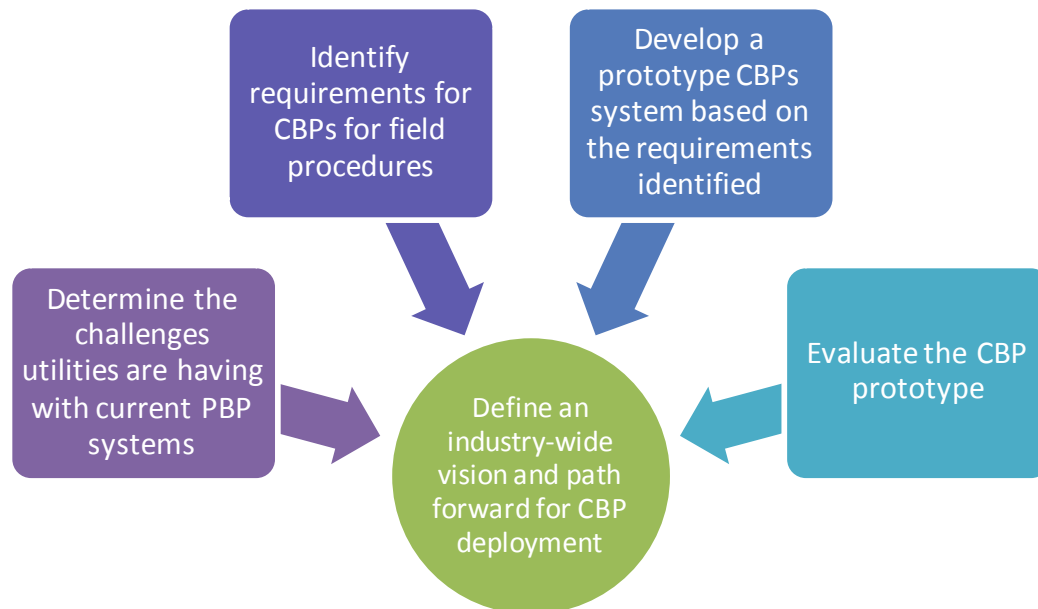 Identify
requirements for
CBPs for field
procedures
Develop a
prototype CBPs
system based on
the requirements
identified
Determine the
challenges
utilities are having
with current PBP
systems
Evaluate the CBP
prototype
Define an
industry-wide
vision and path
forward for CBP
deployment